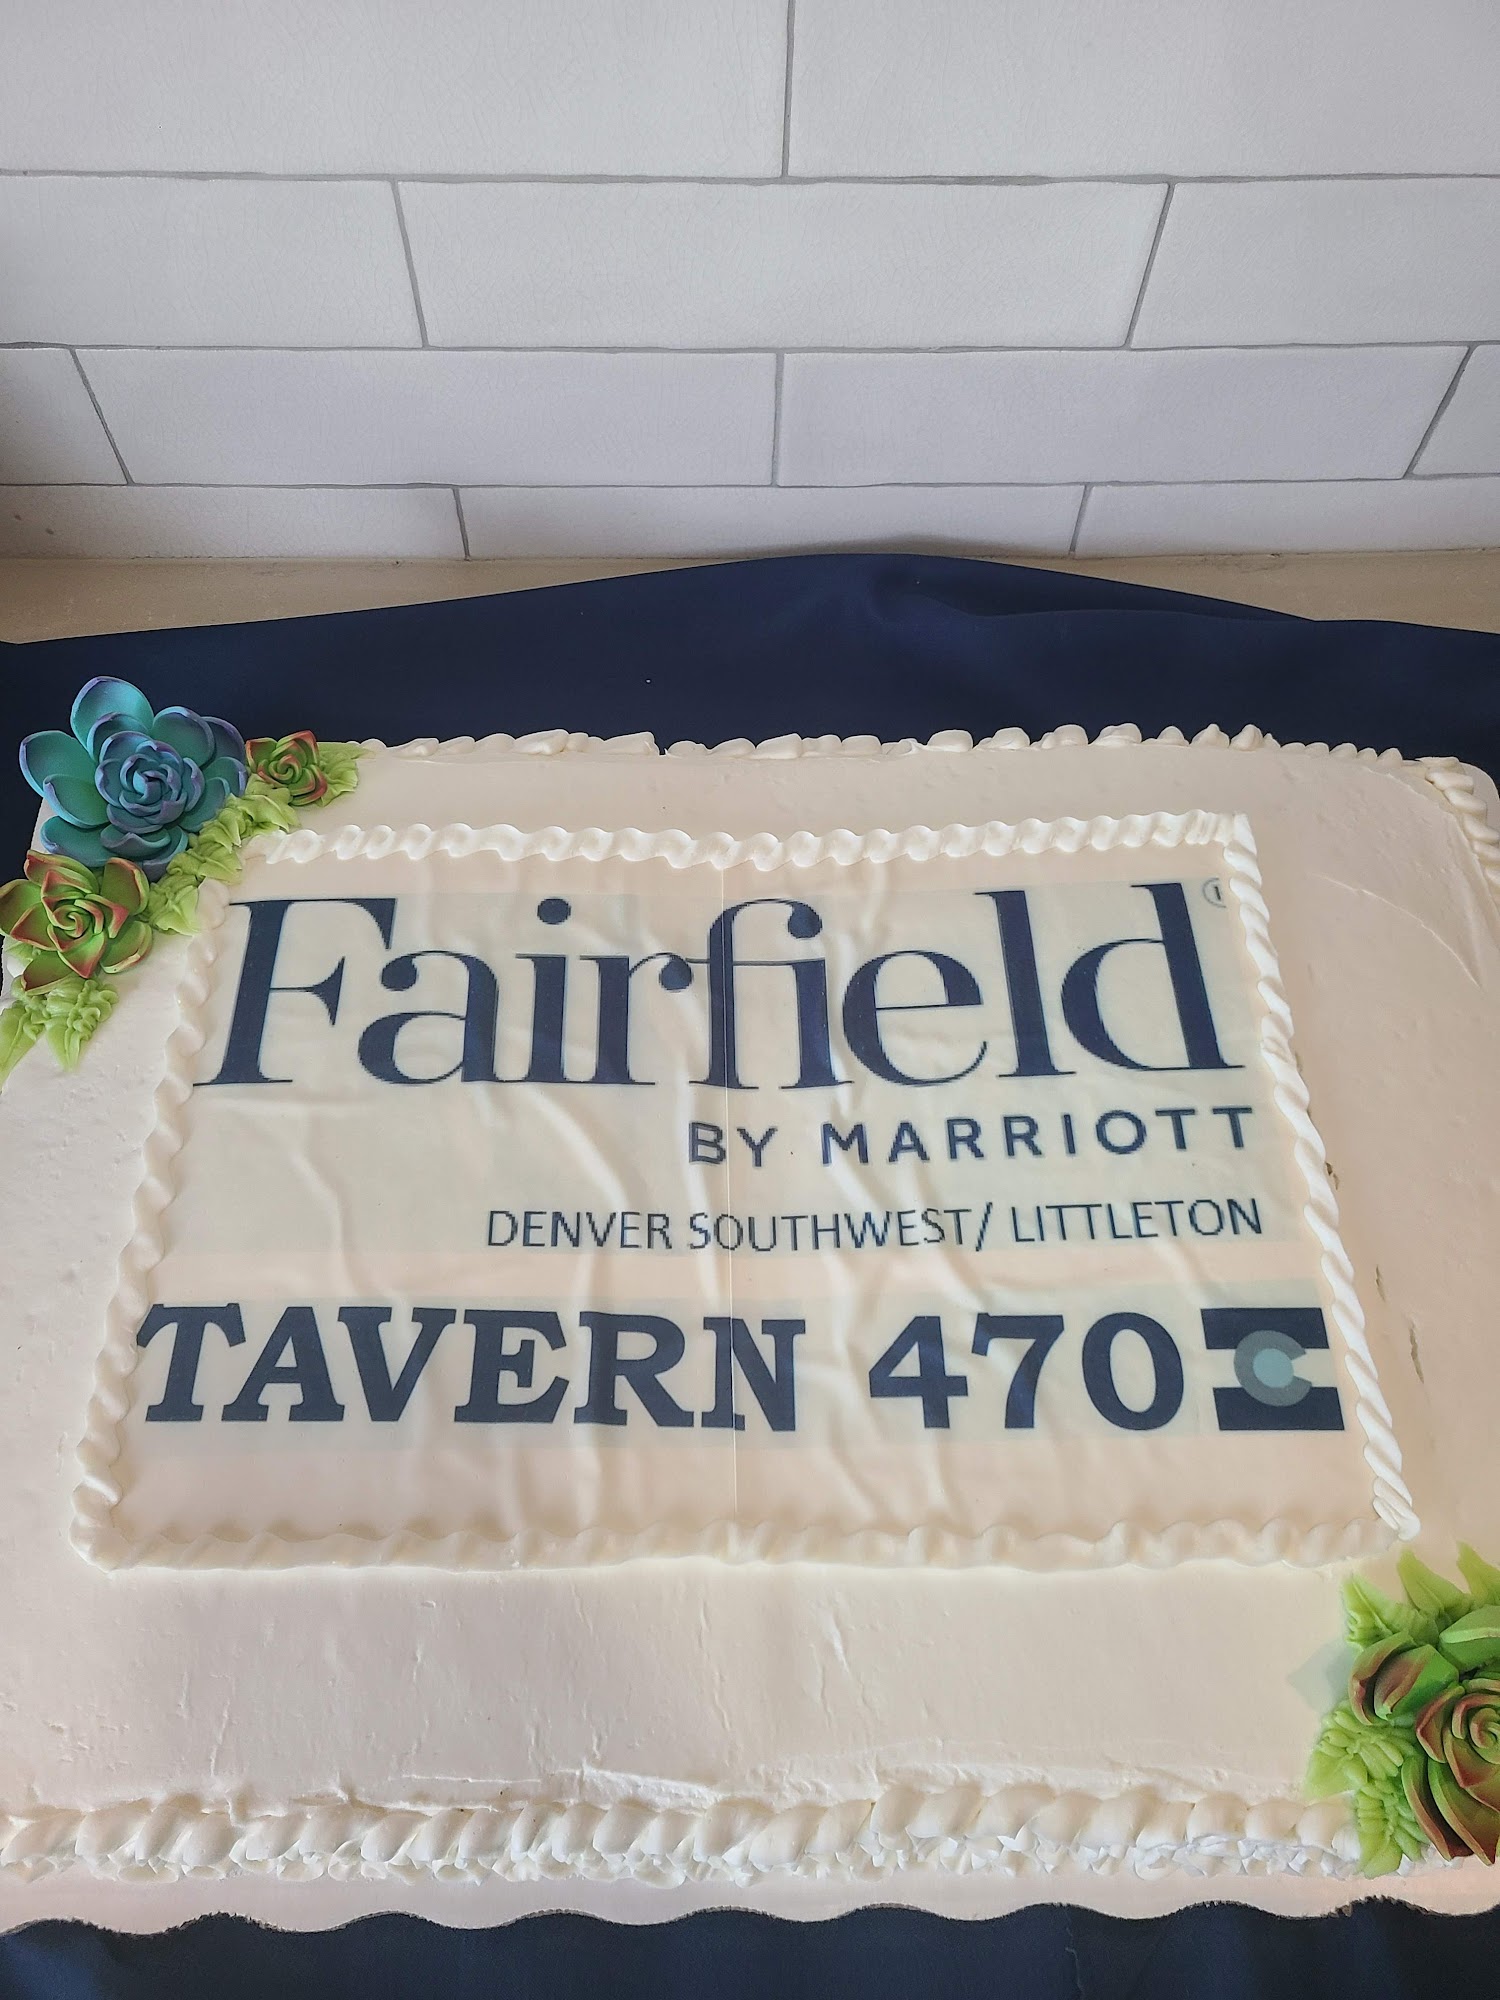 Fairfield
BY MARRIOTT
DENVER SOUTHWEST/ LITTLETON
TAVERN 470